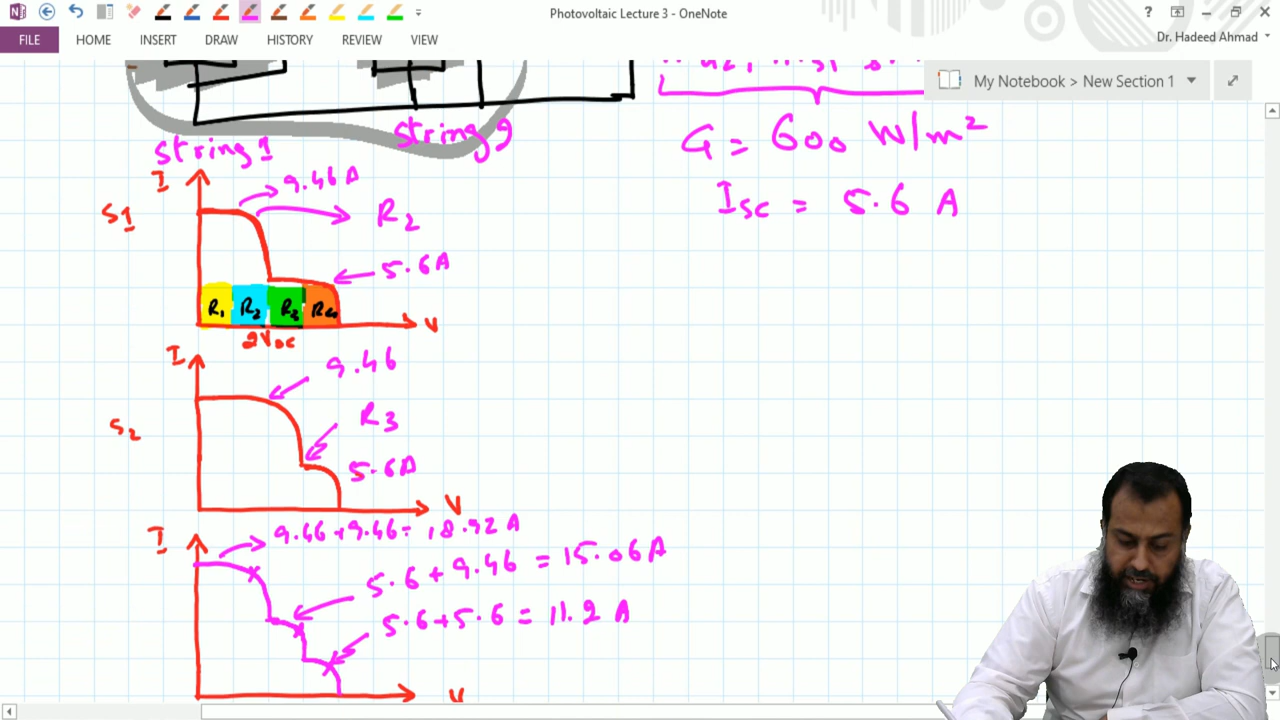 Photovoltaic Lecture 3 - OneNote
FILE HOME INSERT DRAW HISTORY REVIEW VIEW
Dr. Hadeed Ahmad
My Notebook > New Section 1
G = 600 W/m²
Isc = 5.6 A
String 1
String 2
I
9.46 A
S1
R2
5.6 A
R1 R2 R3 R4
V
2Voc
I
9.46
R3
S2
5.6A
V
I
9.46 + 9.46 = 18.92 A
5.6 + 9.46 = 15.06 A
5.6 + 5.6 = 11.2 A
V